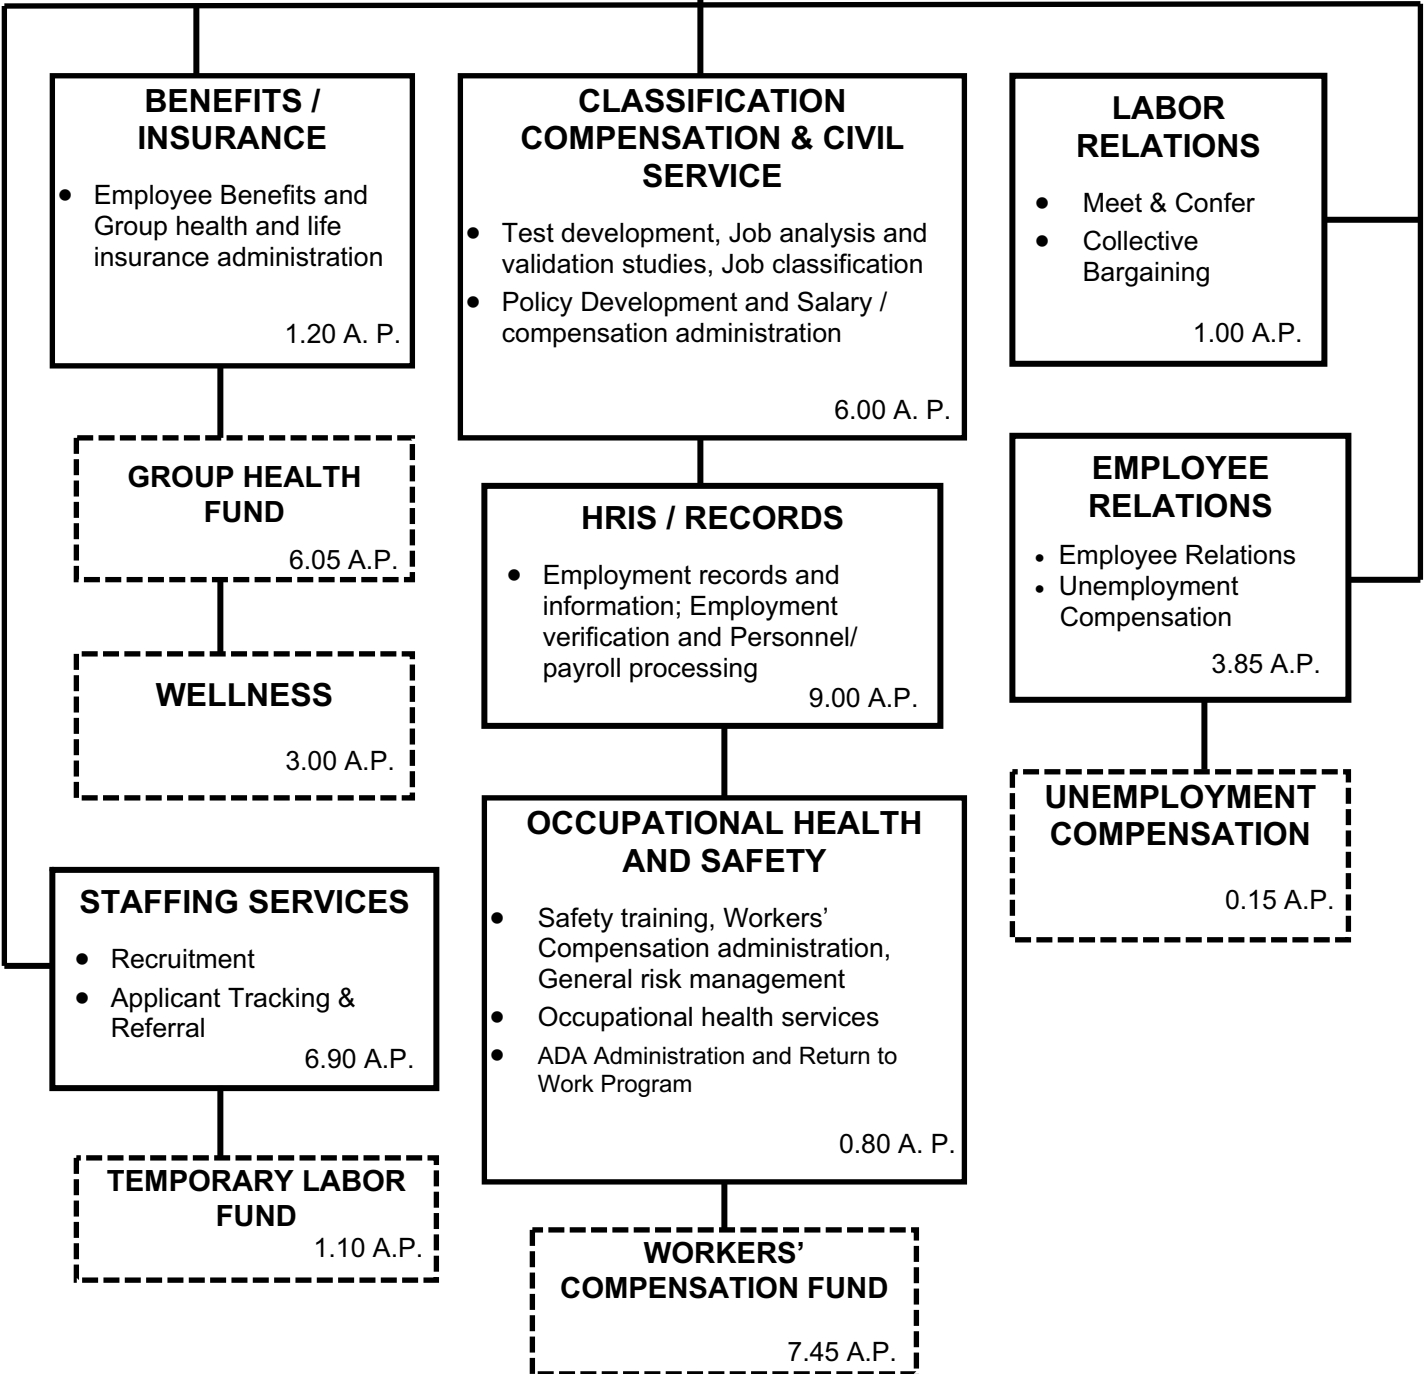 BENEFITS /
INSURANCE
• Employee Benefits and
Group health and life
insurance administration
1.20 A. P.
GROUP HEALTH
FUND
6.05 A.P.
WELLNESS
3.00 A.P.
STAFFING SERVICES
• Recruitment
• Applicant Tracking &
Referral
6.90 A.P.
TEMPORARY LABOR
FUND
1.10 A.P.
CLASSIFICATION
COMPENSATION & CIVIL
SERVICE
• Test development, Job analysis and
validation studies, Job classification
• Policy Development and Salary /
compensation administration
6.00 A. P.
HRIS / RECORDS
• Employment records and
information; Employment
verification and Personnel/
payroll processing
9.00 A.P.
OCCUPATIONAL HEALTH
AND SAFETY
• Safety training, Workers’
Compensation administration,
General risk management
• Occupational health services
• ADA Administration and Return to
Work Program
0.80 A. P.
WORKERS’
COMPENSATION FUND
7.45 A.P.
LABOR
RELATIONS
• Meet & Confer
• Collective
Bargaining
1.00 A.P.
EMPLOYEE
RELATIONS
• Employee Relations
• Unemployment
Compensation
3.85 A.P.
UNEMPLOYMENT
COMPENSATION
0.15 A.P.